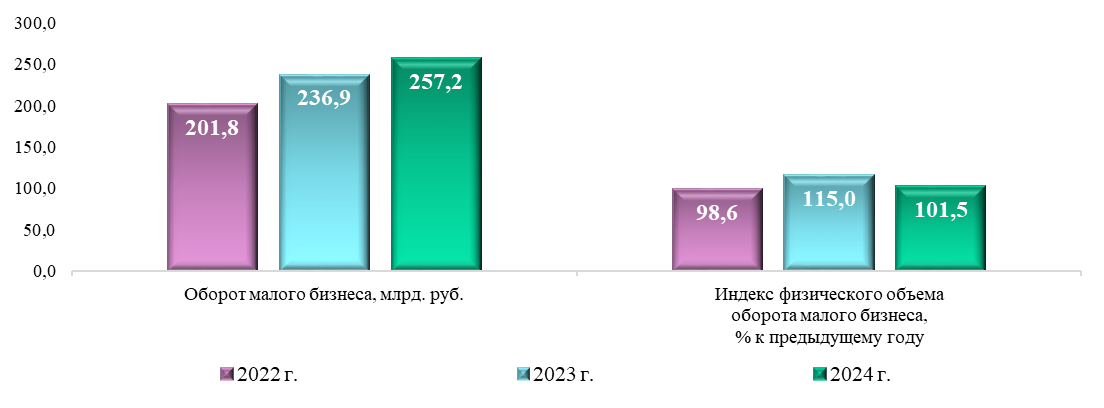 300,0
250,0
200,0
150,0
100,0
50,0
0,0
201,8
236,9
257,2
98,6
115,0
101,5
Оборот малого бизнеса, млрд. руб.
Индекс физического объема
оборота малого бизнеса,
% к предыдущему году
2022 г.
2023 г.
2024 г.